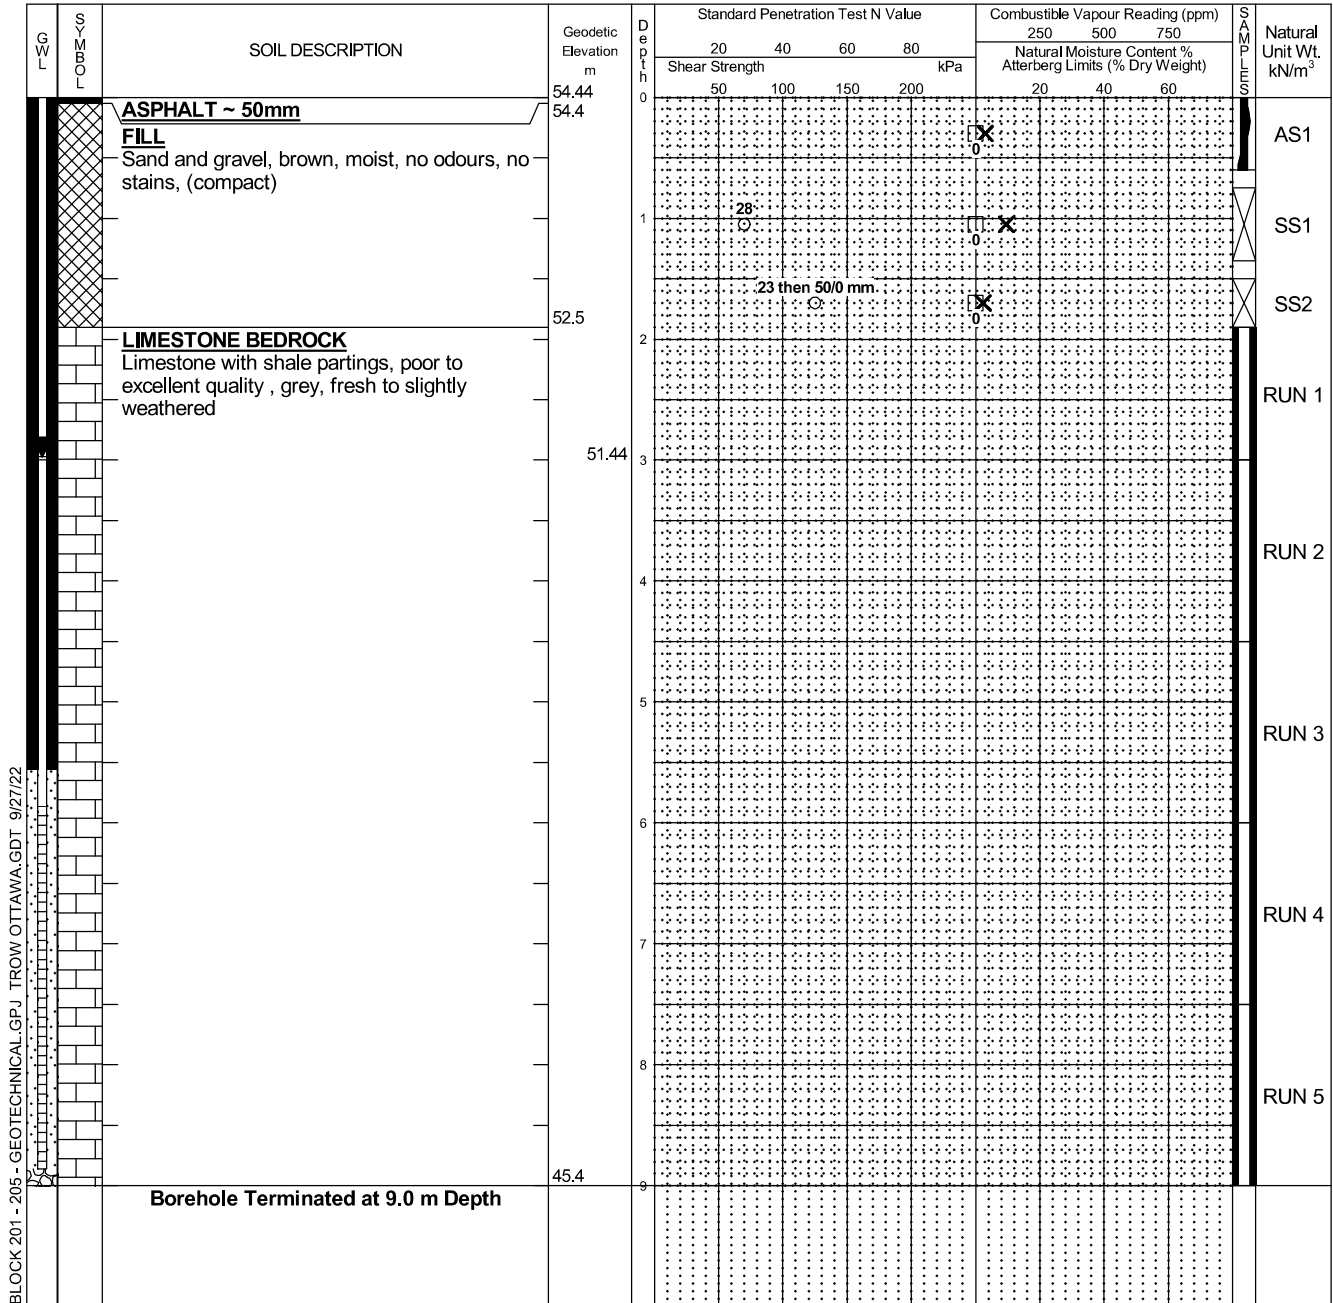 GWL
SYMBOL
SOIL DESCRIPTION
Geodetic
Elevation
m
Depth
Standard Penetration Test N Value
20 40 60 80
Shear Strength kPa
50 100 150 200
Combustible Vapour Reading (ppm)
250 500 750
Natural Moisture Content %
Atterberg Limits (% Dry Weight)
20 40 60
SAMPLES
Natural
Unit Wt.
kN/m³
54.44
0
ASPHALT ~ 50mm
54.4
FILL
Sand and gravel, brown, moist, no odours, no
stains, (compact)
0
AS1
1
28
0
SS1
23 then 50/0 mm
0
SS2
52.5
LIMESTONE BEDROCK
Limestone with shale partings, poor to
excellent quality , grey, fresh to slightly
weathered
2
RUN 1
51.44
3
RUN 2
4
5
RUN 3
6
RUN 4
7
8
RUN 5
45.4
9
Borehole Terminated at 9.0 m Depth
BLOCK 201 - 205 - GEOTECHNICAL.GPJ TROW OTTAWA.GDT 9/27/22